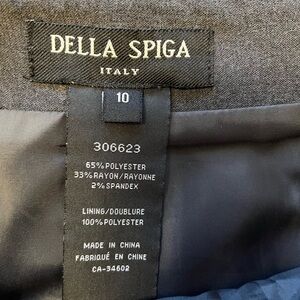 DELLA SPIGA
ITALY
10
306623
65%POLYESTER
33%RAYON/RAYONNE
2%SPANDEX
LINING/DOUBLURE
100%POLYESTER
MADE IN CHINA
FABRIQUÉ EN CHINE
CA-34602